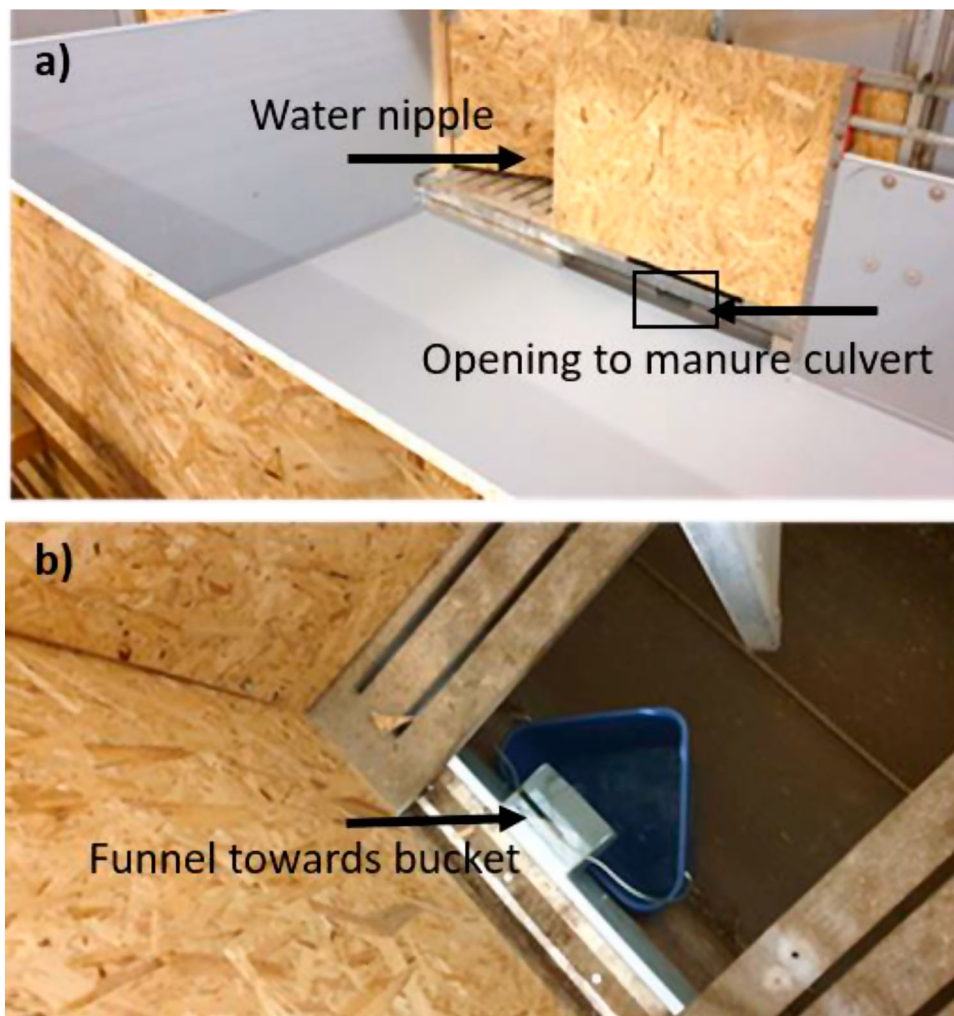 a)
Water nipple
Opening to manure culvert
b)
Funnel towards bucket